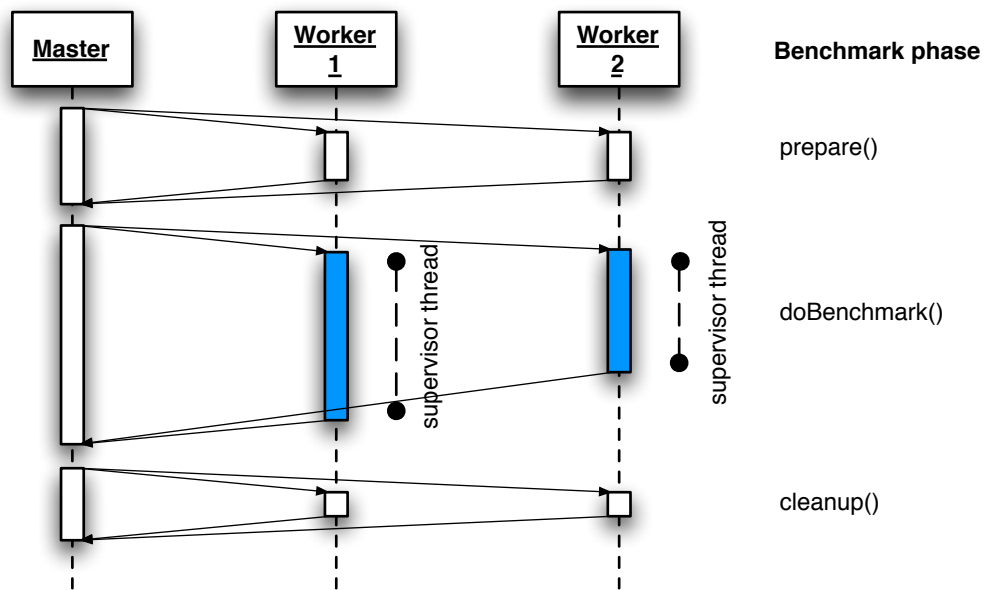 Master
Worker
1
Worker
2
Benchmark phase
prepare()
supervisor thread
supervisor thread
doBenchmark()
cleanup()